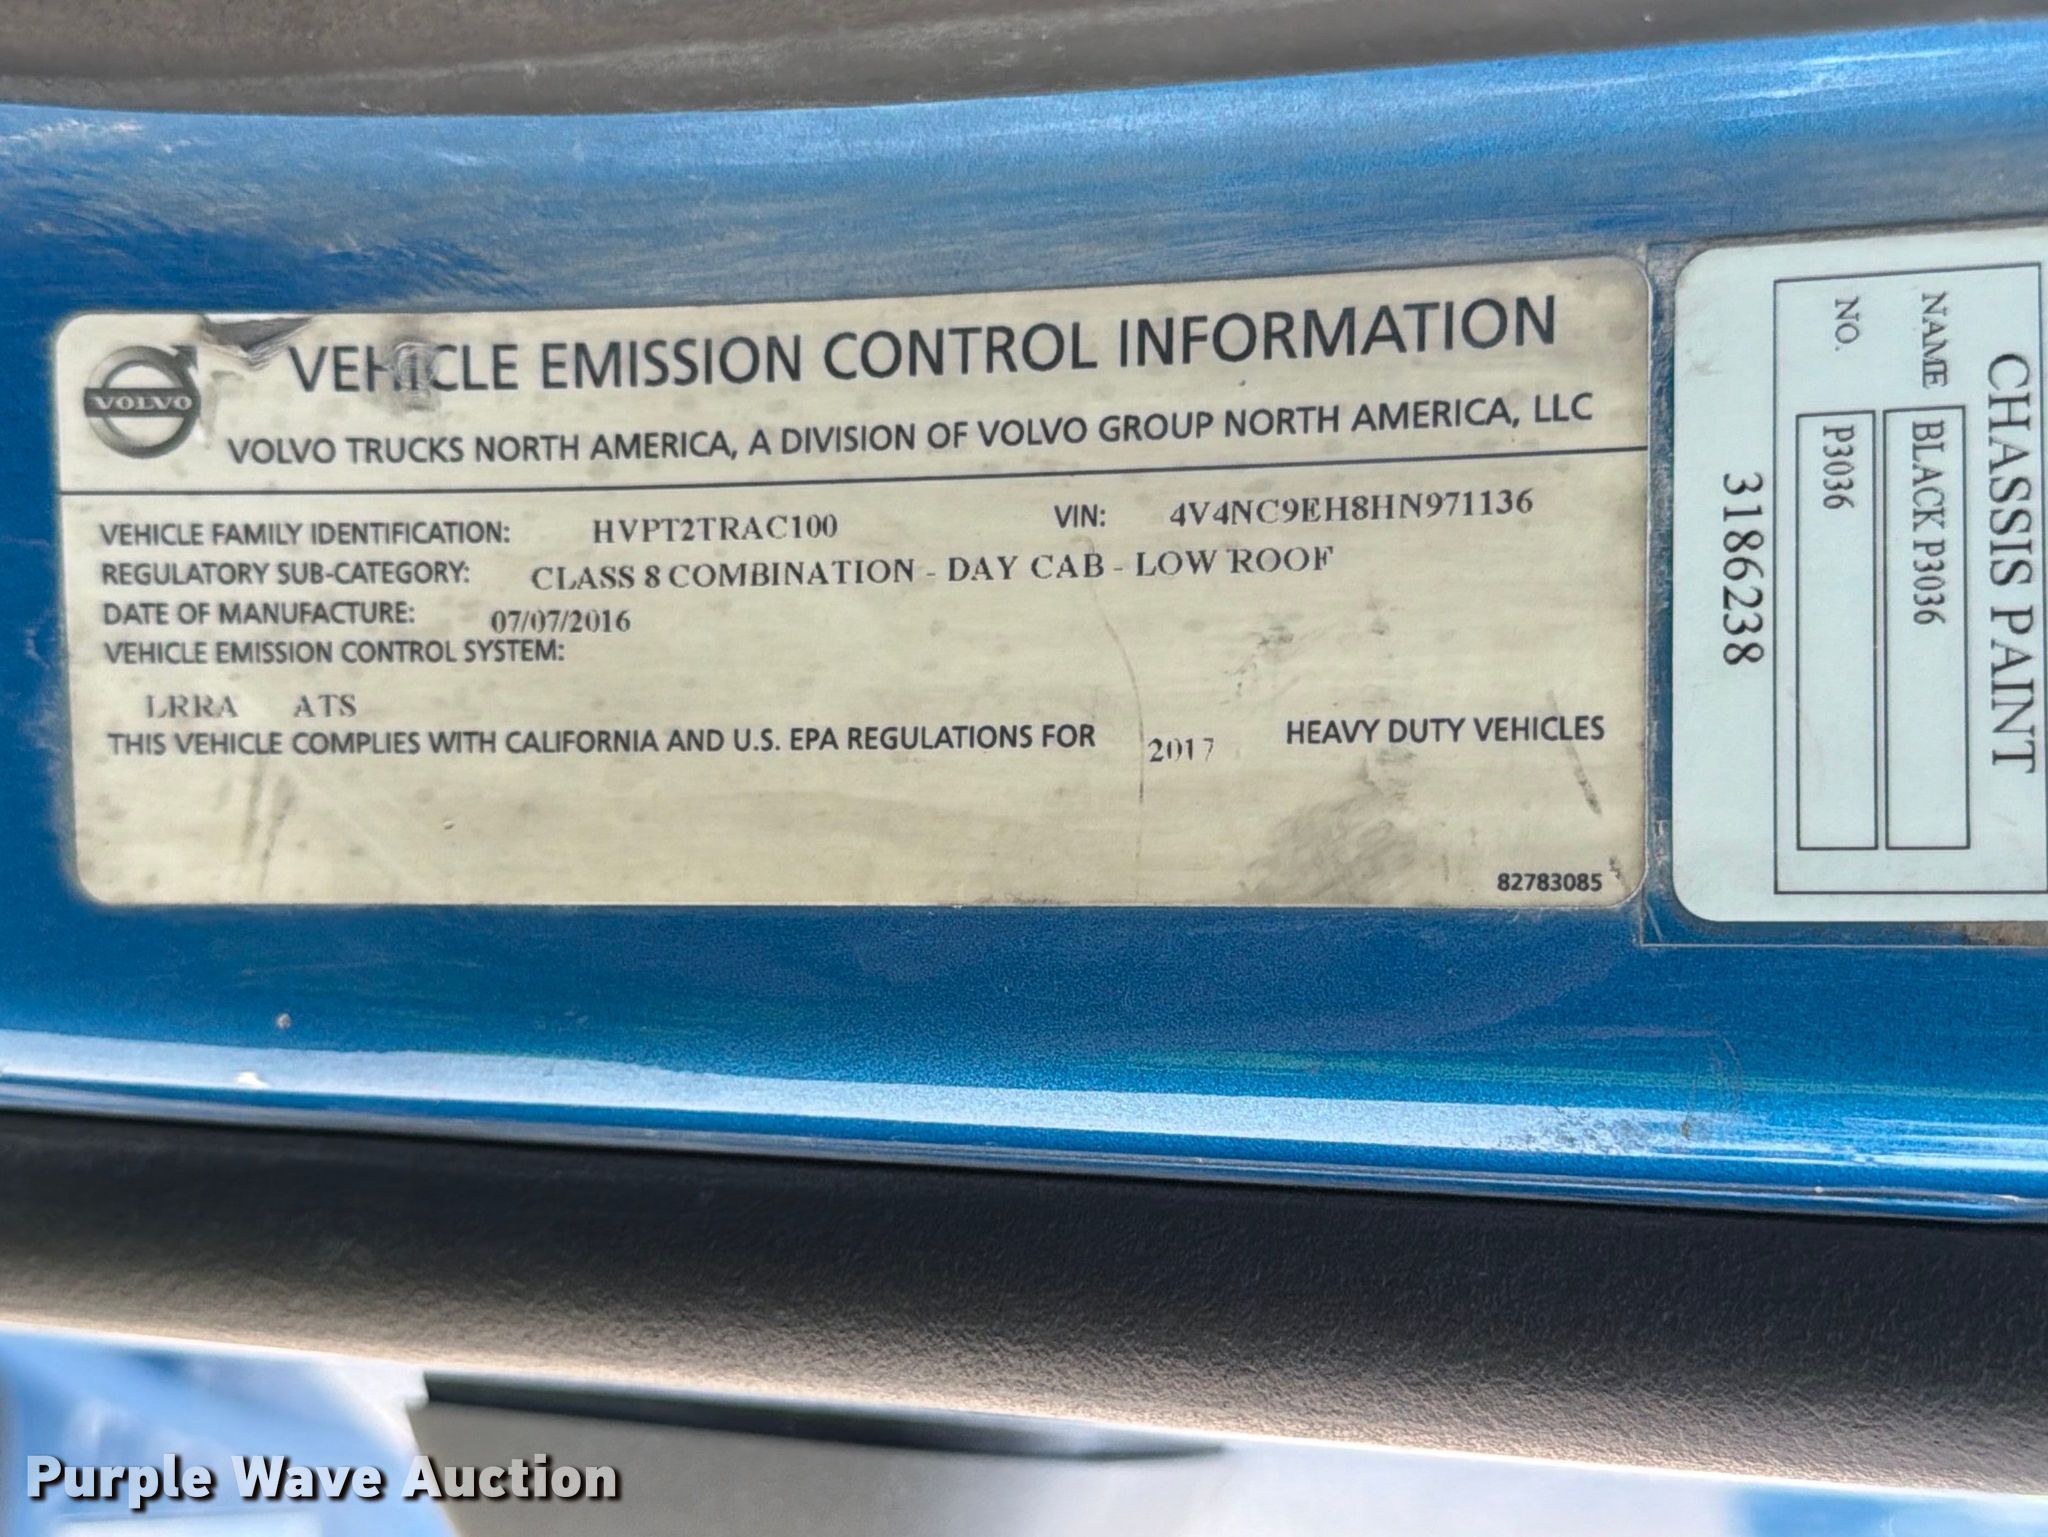 VOLVO
VEHICLE EMISSION CONTROL INFORMATION
VOLVO TRUCKS NORTH AMERICA, A DIVISION OF VOLVO GROUP NORTH AMERICA, LLC
VEHICLE FAMILY IDENTIFICATION: HVPT2TRAC100 VIN: 4V4NC9EH8HN971136
REGULATORY SUB-CATEGORY: CLASS 8 COMBINATION - DAY CAB - LOW ROOF
DATE OF MANUFACTURE: 07/07/2016
VEHICLE EMISSION CONTROL SYSTEM:
LRRA ATS
THIS VEHICLE COMPLIES WITH CALIFORNIA AND U.S. EPA REGULATIONS FOR 2017 HEAVY DUTY VEHICLES
82783085
CHASSIS PAINT
NAME BLACK P3036
NO. P3036
3186238
Purple Wave Auction